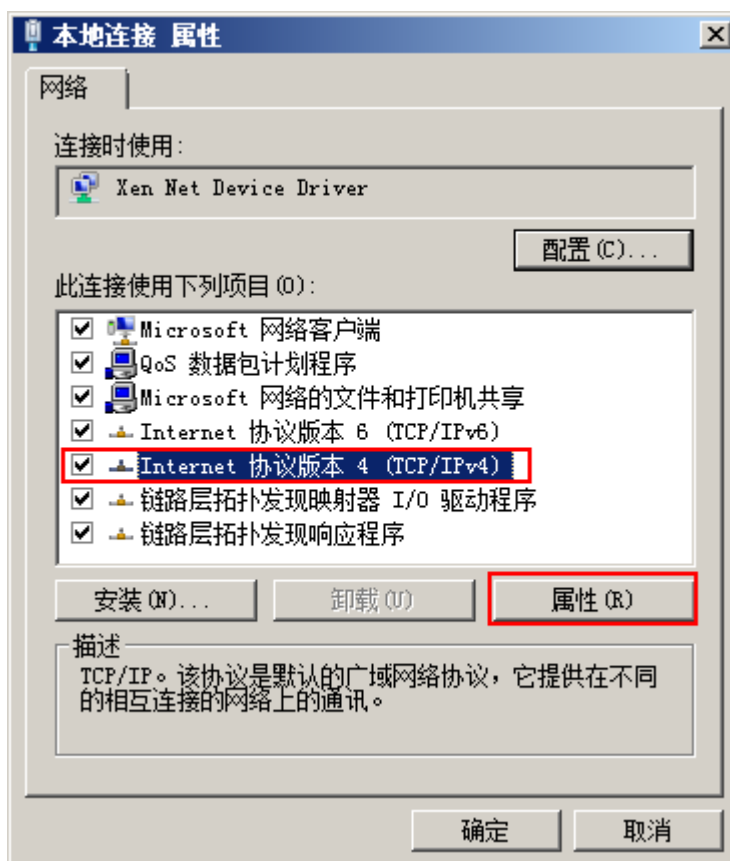 本地连接 属性
网络
连接时使用:
Xen Net Device Driver
配置(C)...
此连接使用下列项目(O):
Microsoft 网络客户端
QoS 数据包计划程序
Microsoft 网络的文件和打印机共享
Internet 协议版本 6 (TCP/IPv6)
Internet 协议版本 4 (TCP/IPv4)
链路层拓扑发现映射器 I/O 驱动程序
链路层拓扑发现响应程序
安装(N)...
卸载(U)
属性(R)
描述
TCP/IP。该协议是默认的广域网络协议，它提供在不同
的相互连接的网络上的通讯。
确定
取消